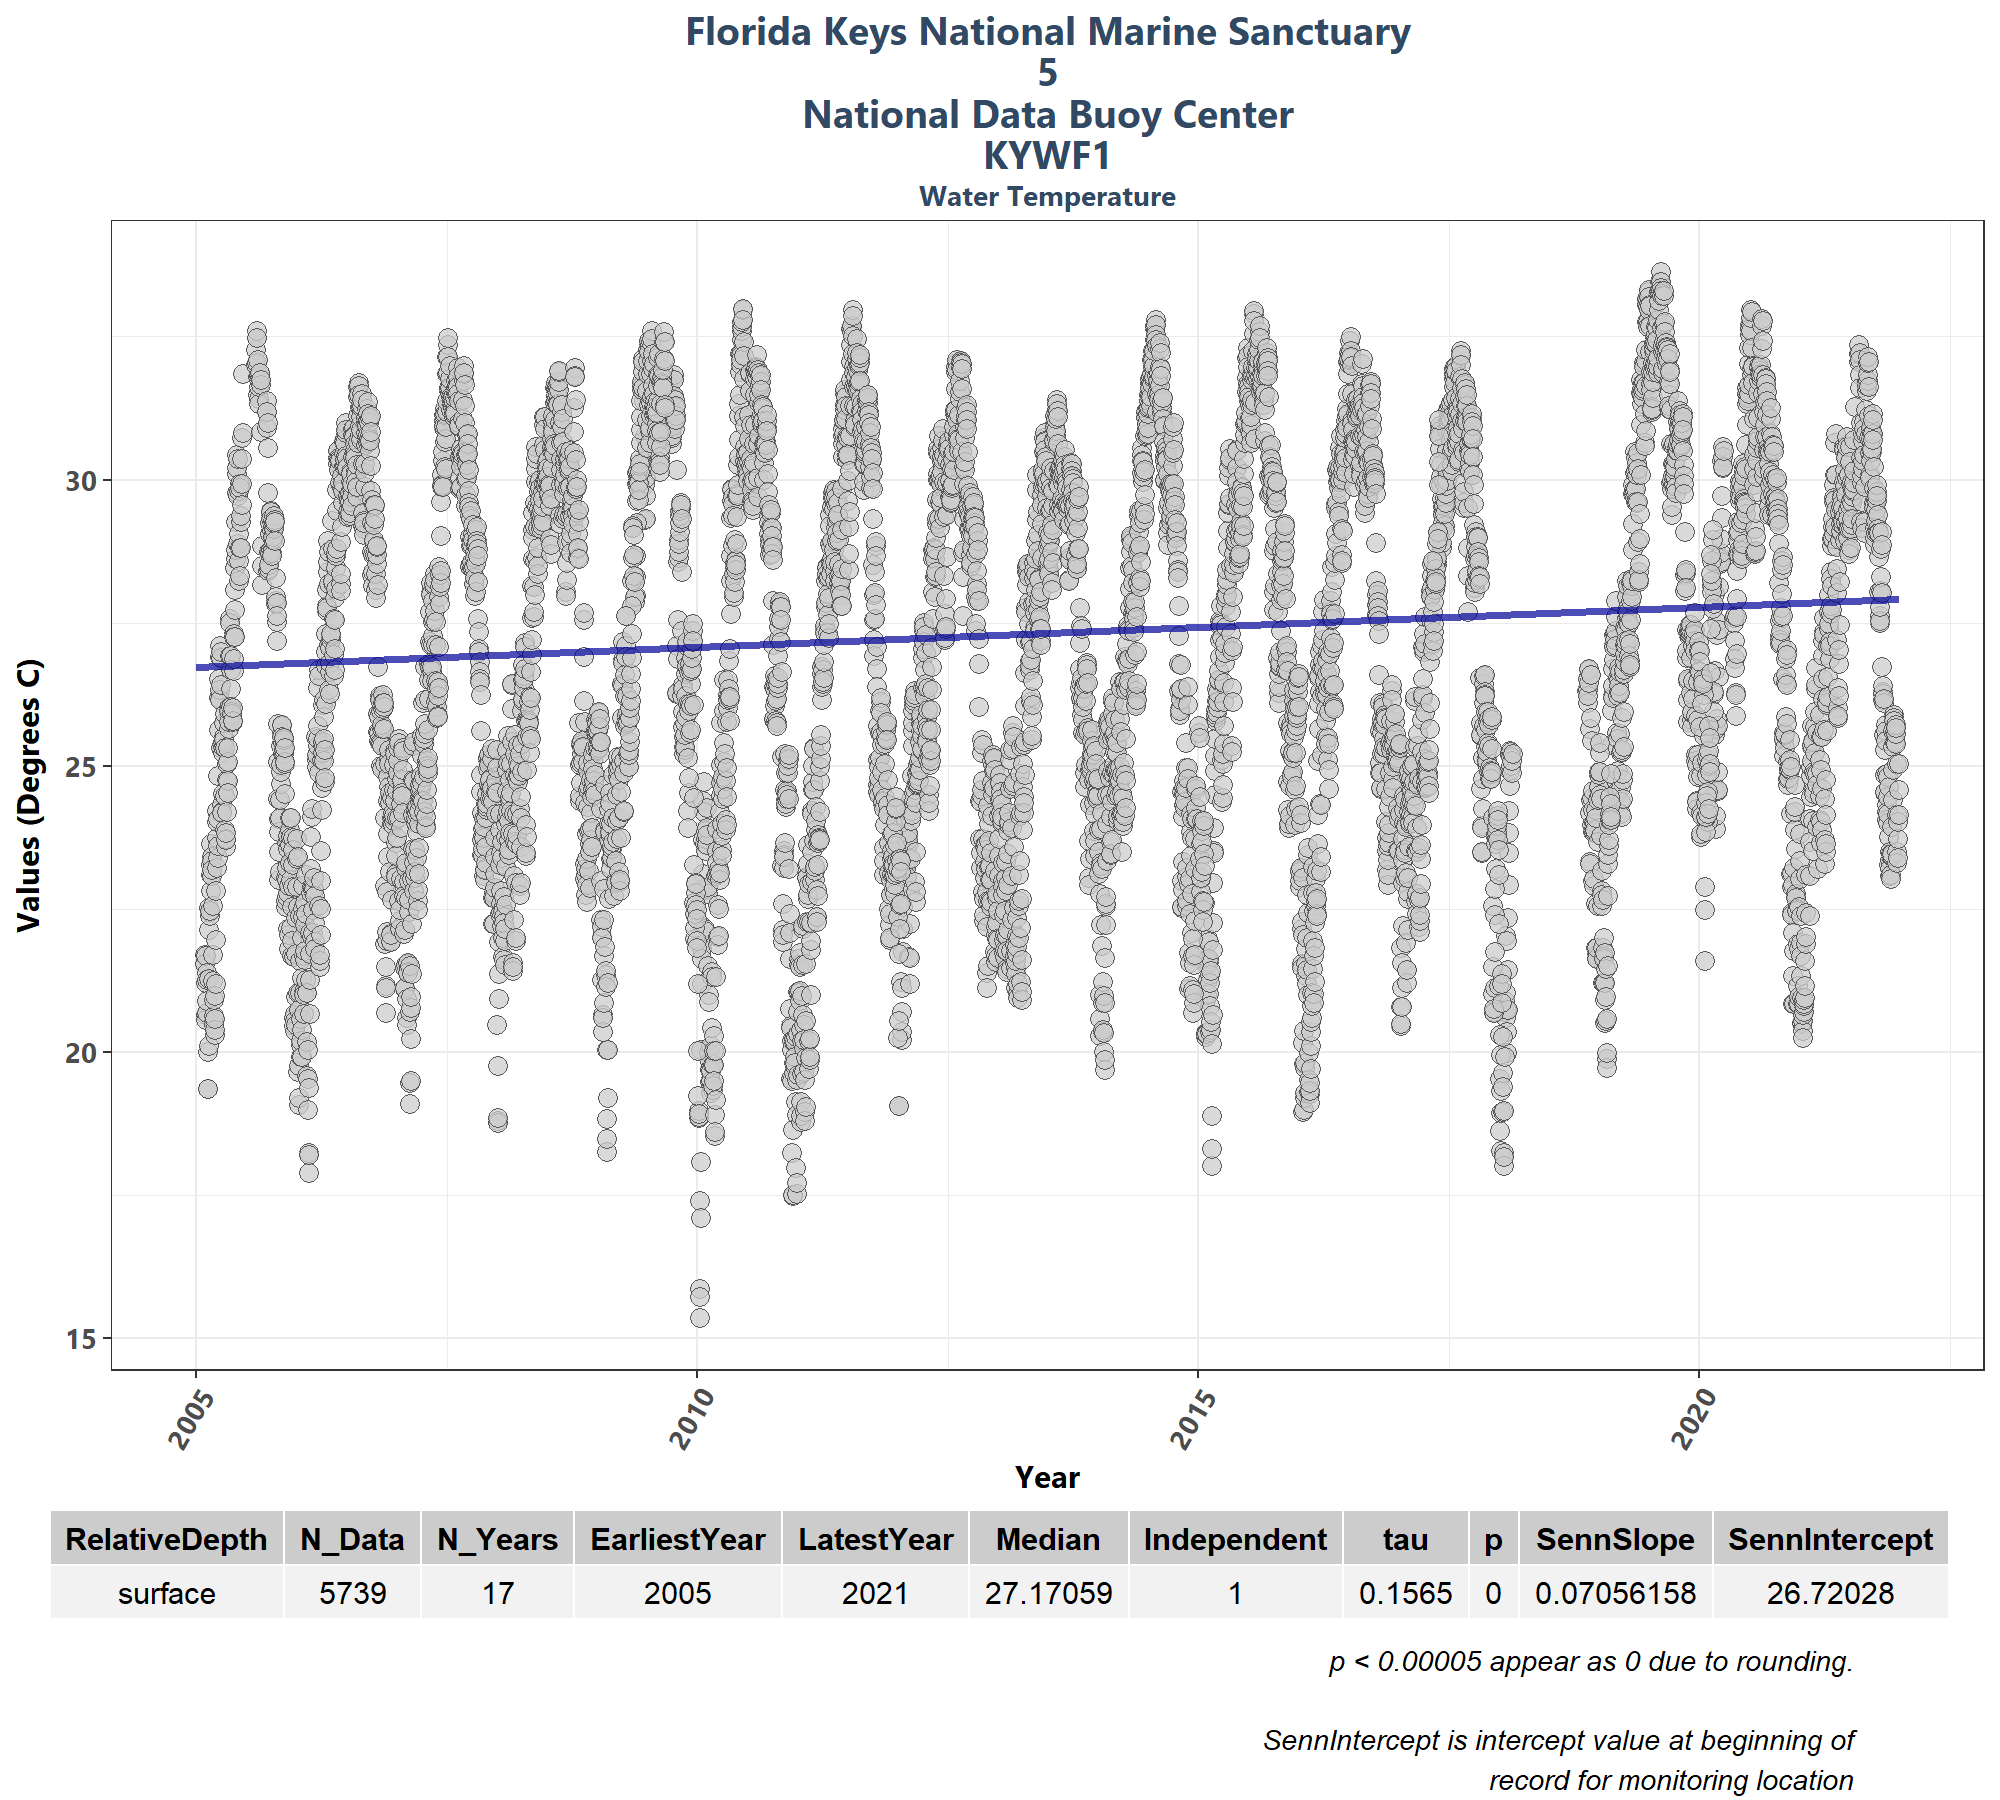 Florida Keys National Marine Sanctuary
5
National Data Buoy Center
KYWF1
Water Temperature
Values (Degrees C)
30
25
20
15
2005 2010 2015 2020
Year
RelativeDepth N_Data N_Years EarliestYear LatestYear Median Independent tau p SennSlope SennIntercept
surface 5739 17 2005 2021 27.17059 1 0.1565 0 0.07056158 26.72028
p < 0.00005 appear as 0 due to rounding.
SennIntercept is intercept value at beginning of
record for monitoring location